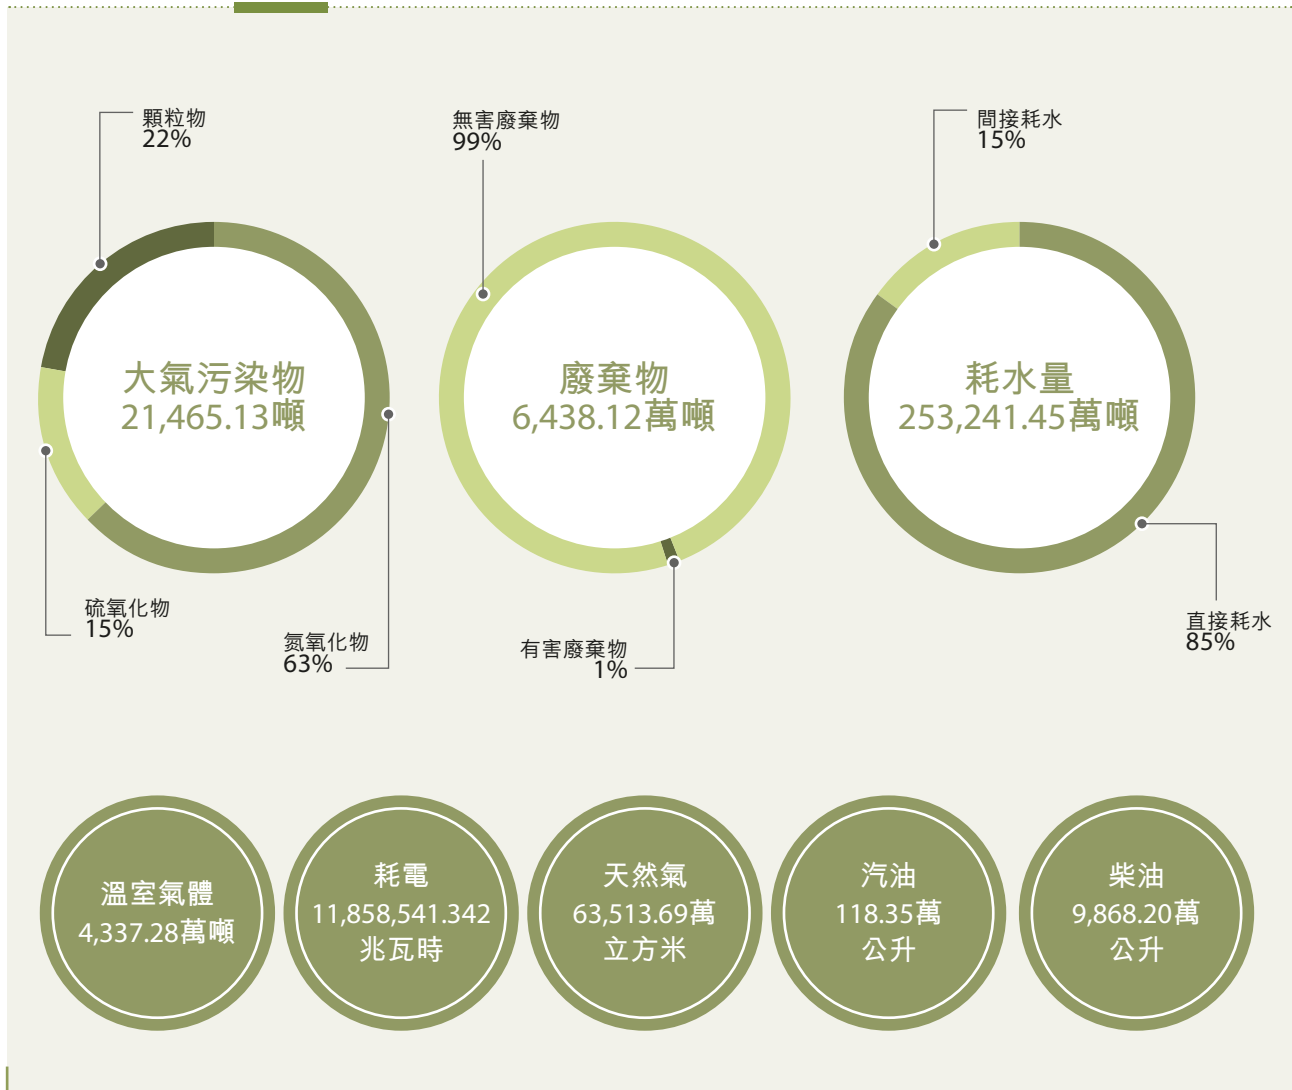 顆粒物
22%
無害廢棄物
99%
間接耗水
15%
大氣污染物
21,465.13噸
廢棄物
6,438.12萬噸
耗水量
253,241.45萬噸
硫氧化物
15%
氮氧化物
63%
有害廢棄物
1%
直接耗水
85%
溫室氣體
4,337.28萬噸
耗電
11,858,541.342
兆瓦時
天然氣
63,513.69萬
立方米
汽油
118.35萬
公升
柴油
9,868.20萬
公升